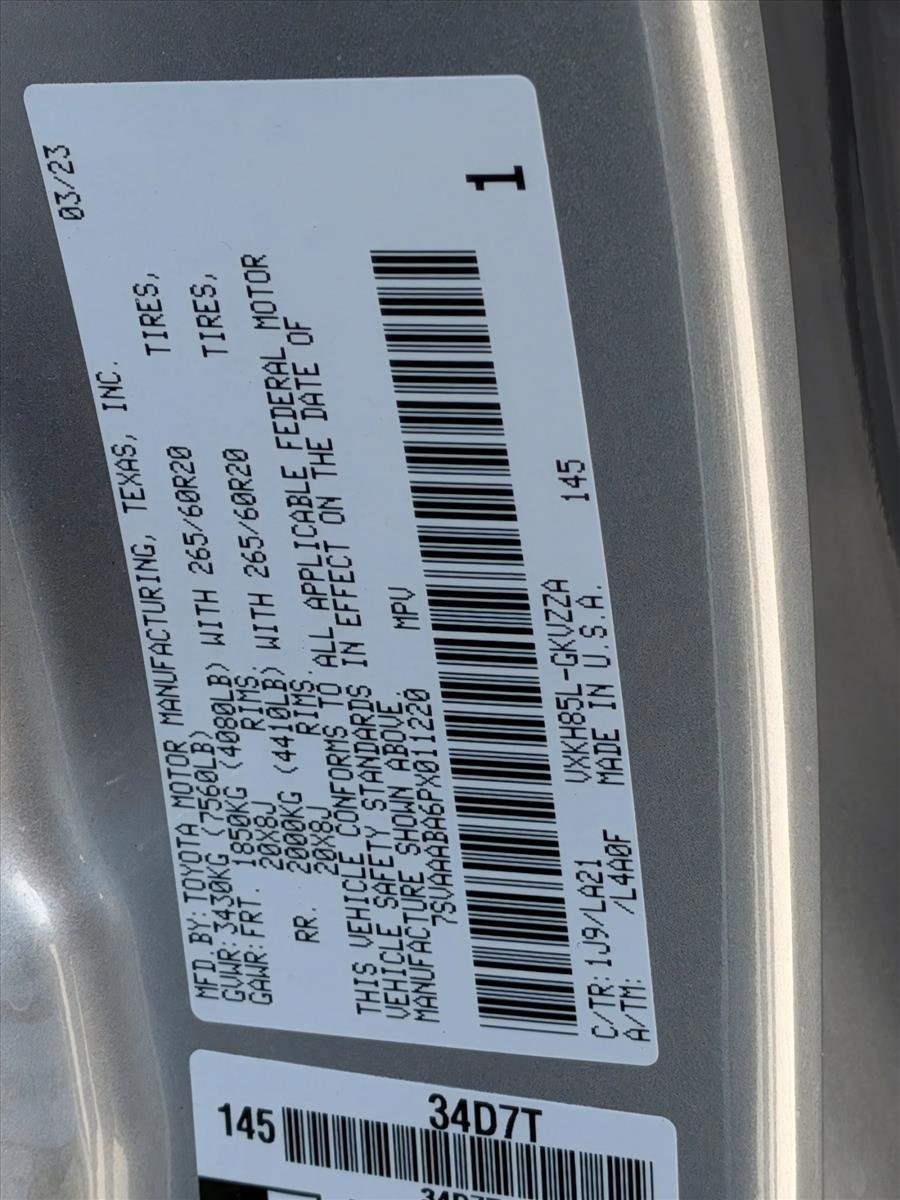 03/23
MFD BY: TOYOTA MOTOR MANUFACTURING, TEXAS, INC.
GVWR: 3430KG (7560LB)
GAWR: FRT. 1850KG (4080LB) WITH 265/60R20 TIRES,
20X8J RIMS,
RR. 2000KG (4410LB) WITH 265/60R20 TIRES,
20X8J RIMS.
THIS VEHICLE CONFORMS TO ALL APPLICABLE FEDERAL MOTOR
VEHICLE SAFETY STANDARDS IN EFFECT ON THE DATE OF
MANUFACTURE SHOWN ABOVE.
7SVAAABA6PX011220 MPV
1
C/TR: 1J9/LA21 VXKH85L-GKVZZA 145
A/TM: /L4A0F MADE IN U.S.A.
145
34D7T